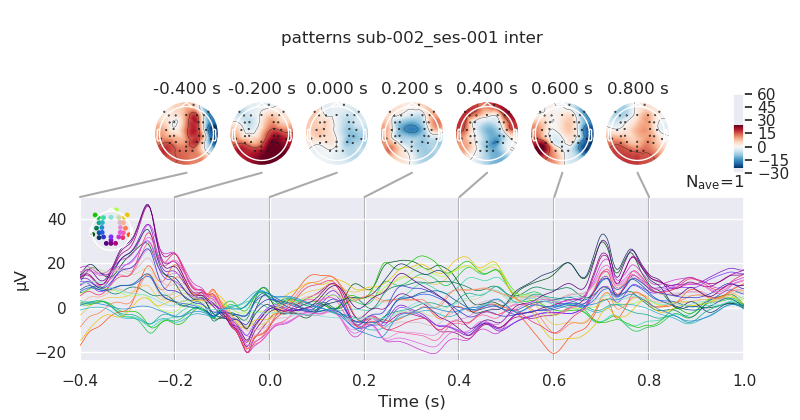 patterns sub-002_ses-001 inter
-0.400 s -0.200 s 0.000 s 0.200 s 0.400 s 0.600 s 0.800 s
60
45
30
15
0
−15
−30
Nave=1
40
20
0
−20
µV
−0.4 −0.2 0.0 0.2 0.4 0.6 0.8 1.0
Time (s)